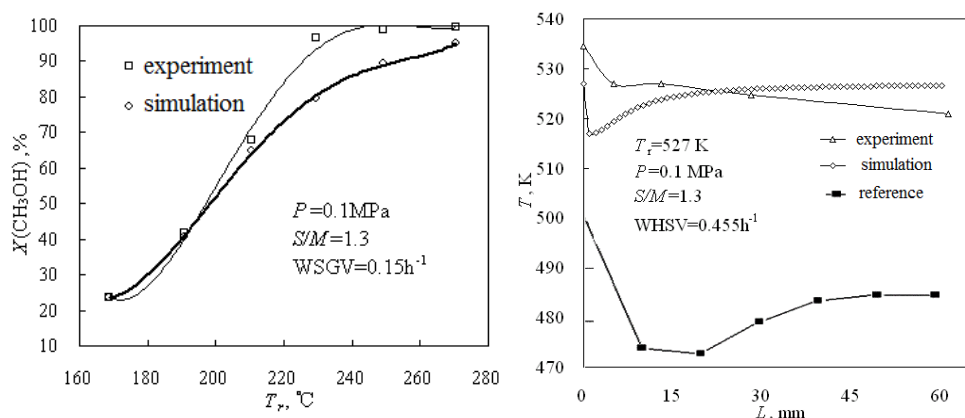 100
90
80
70
60
50
40
30
20
10
X(CH₃OH), %
experiment
simulation
P=0.1MPa
S/M=1.3
WSGV=0.15h⁻¹
160 180 200 220 240 260 280
Tᵣ, ℃
540
530
520
510
500
490
480
470
T, K
Tᵣ=527 K
P=0.1 MPa
S/M=1.3
WHSV=0.455h⁻¹
experiment
simulation
reference
0 15 30 45 60
L, mm